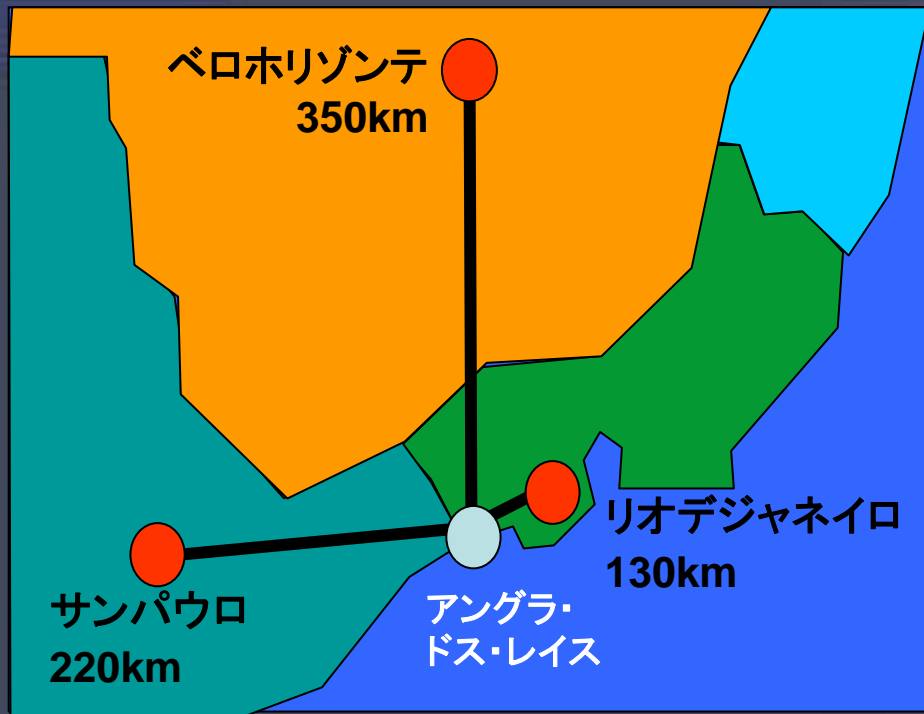 ベロホリゾンテ
350km
リオデジャネイロ
130km
サンパウロ
220km
アングラ・
ドス・レイス